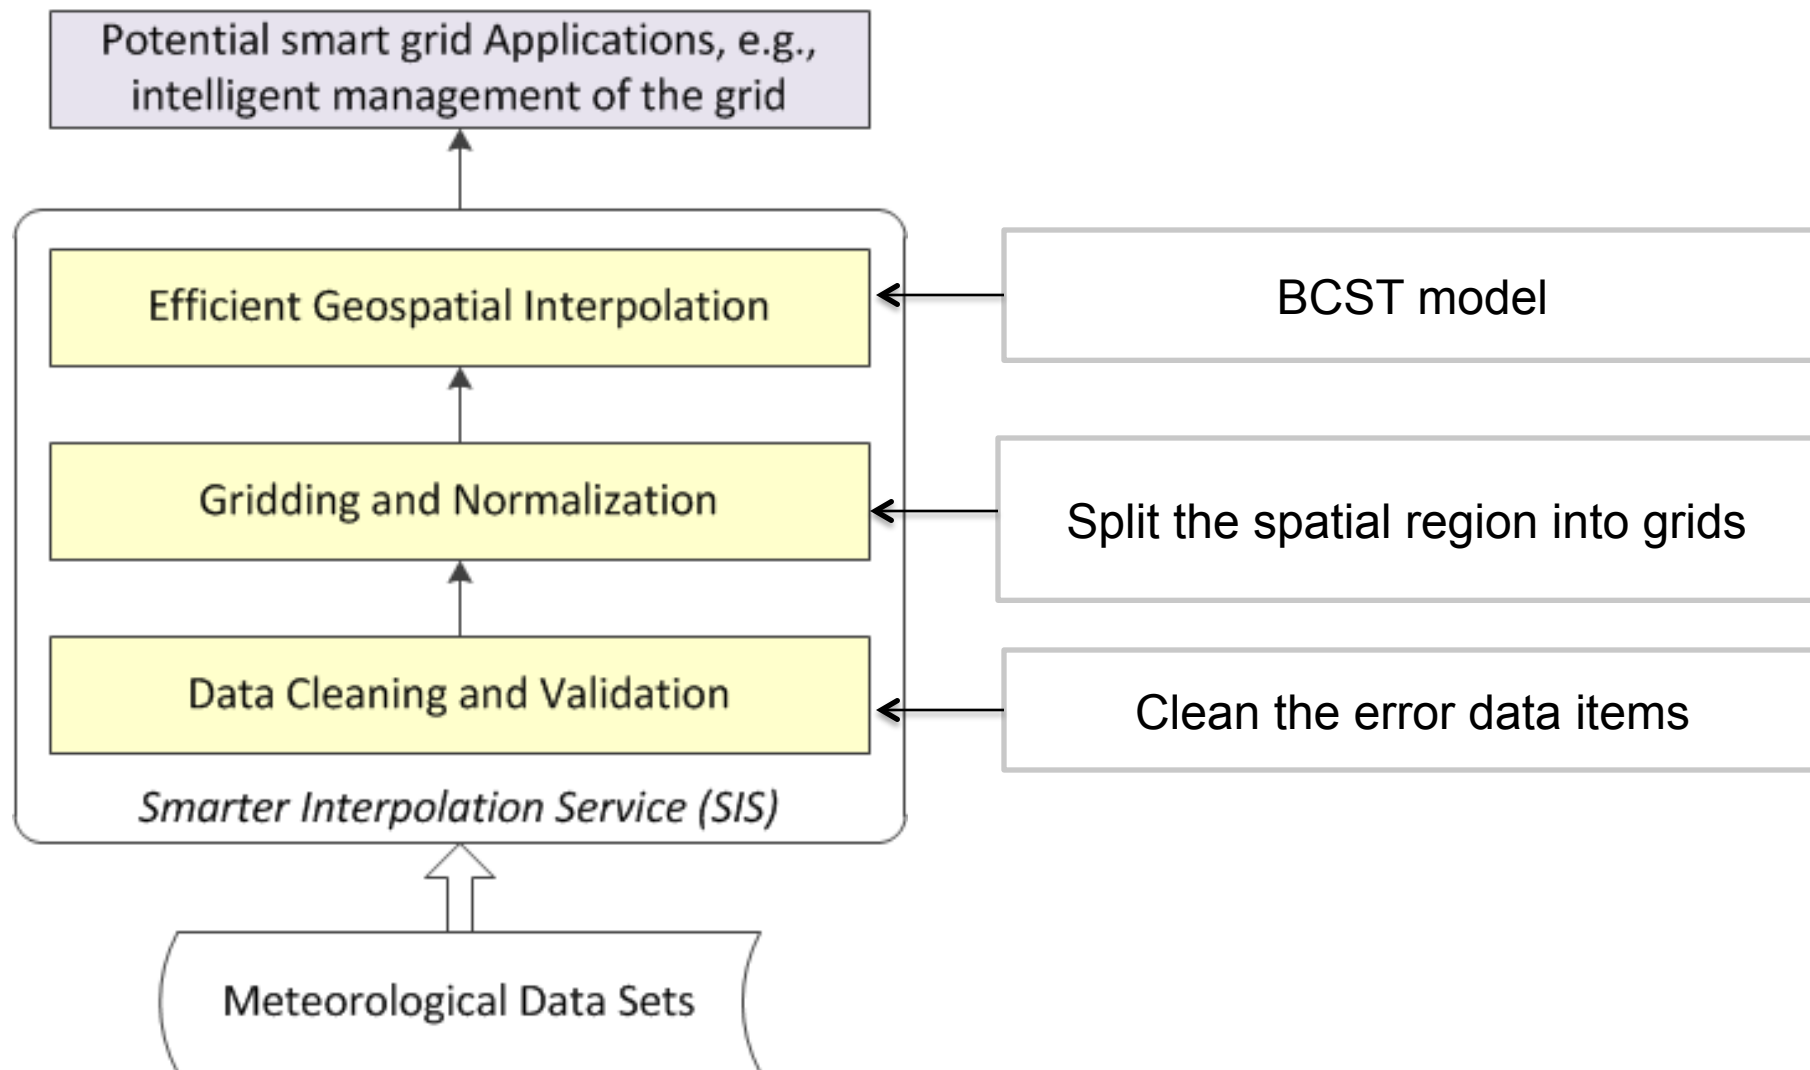 Potential smart grid Applications, e.g.,
intelligent management of the grid
Efficient Geospatial Interpolation
BCST model
Gridding and Normalization
Split the spatial region into grids
Data Cleaning and Validation
Clean the error data items
Smarter Interpolation Service (SIS)
Meteorological Data Sets